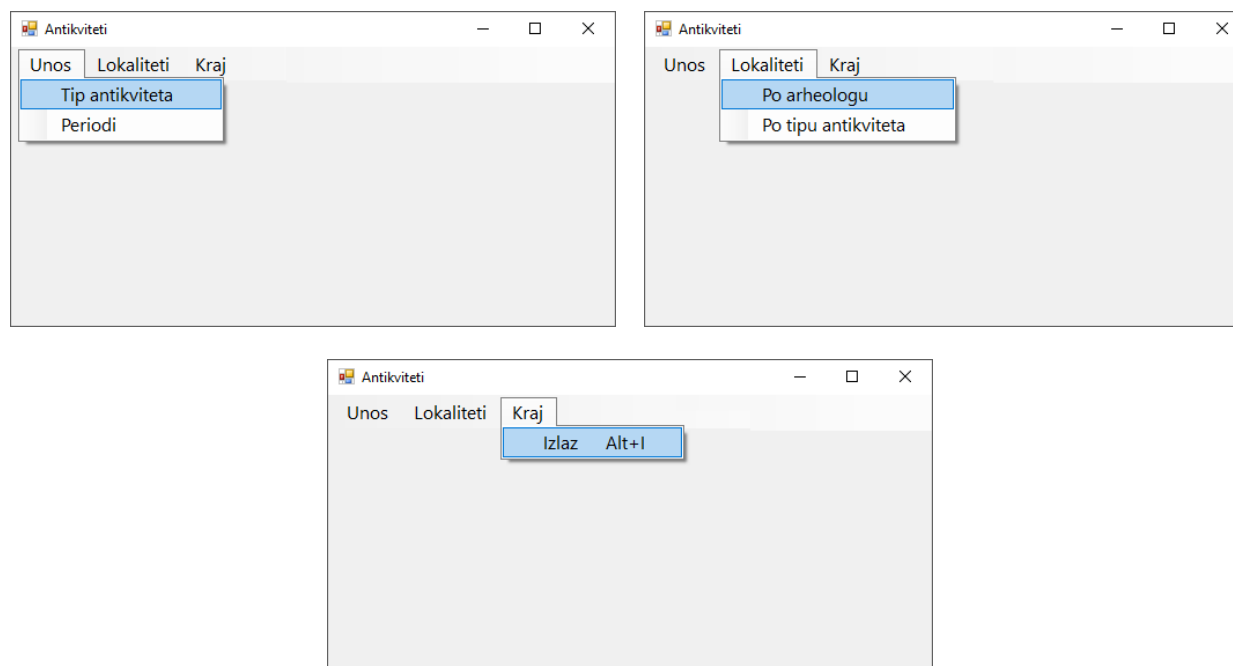 Antikviteti
Unos Lokaliteti Kraj
Tip antikviteta
Periodi
Antikviteti
Unos Lokaliteti Kraj
Po arheologu
Po tipu antikviteta
Antikviteti
Unos Lokaliteti Kraj
Izlaz Alt+I